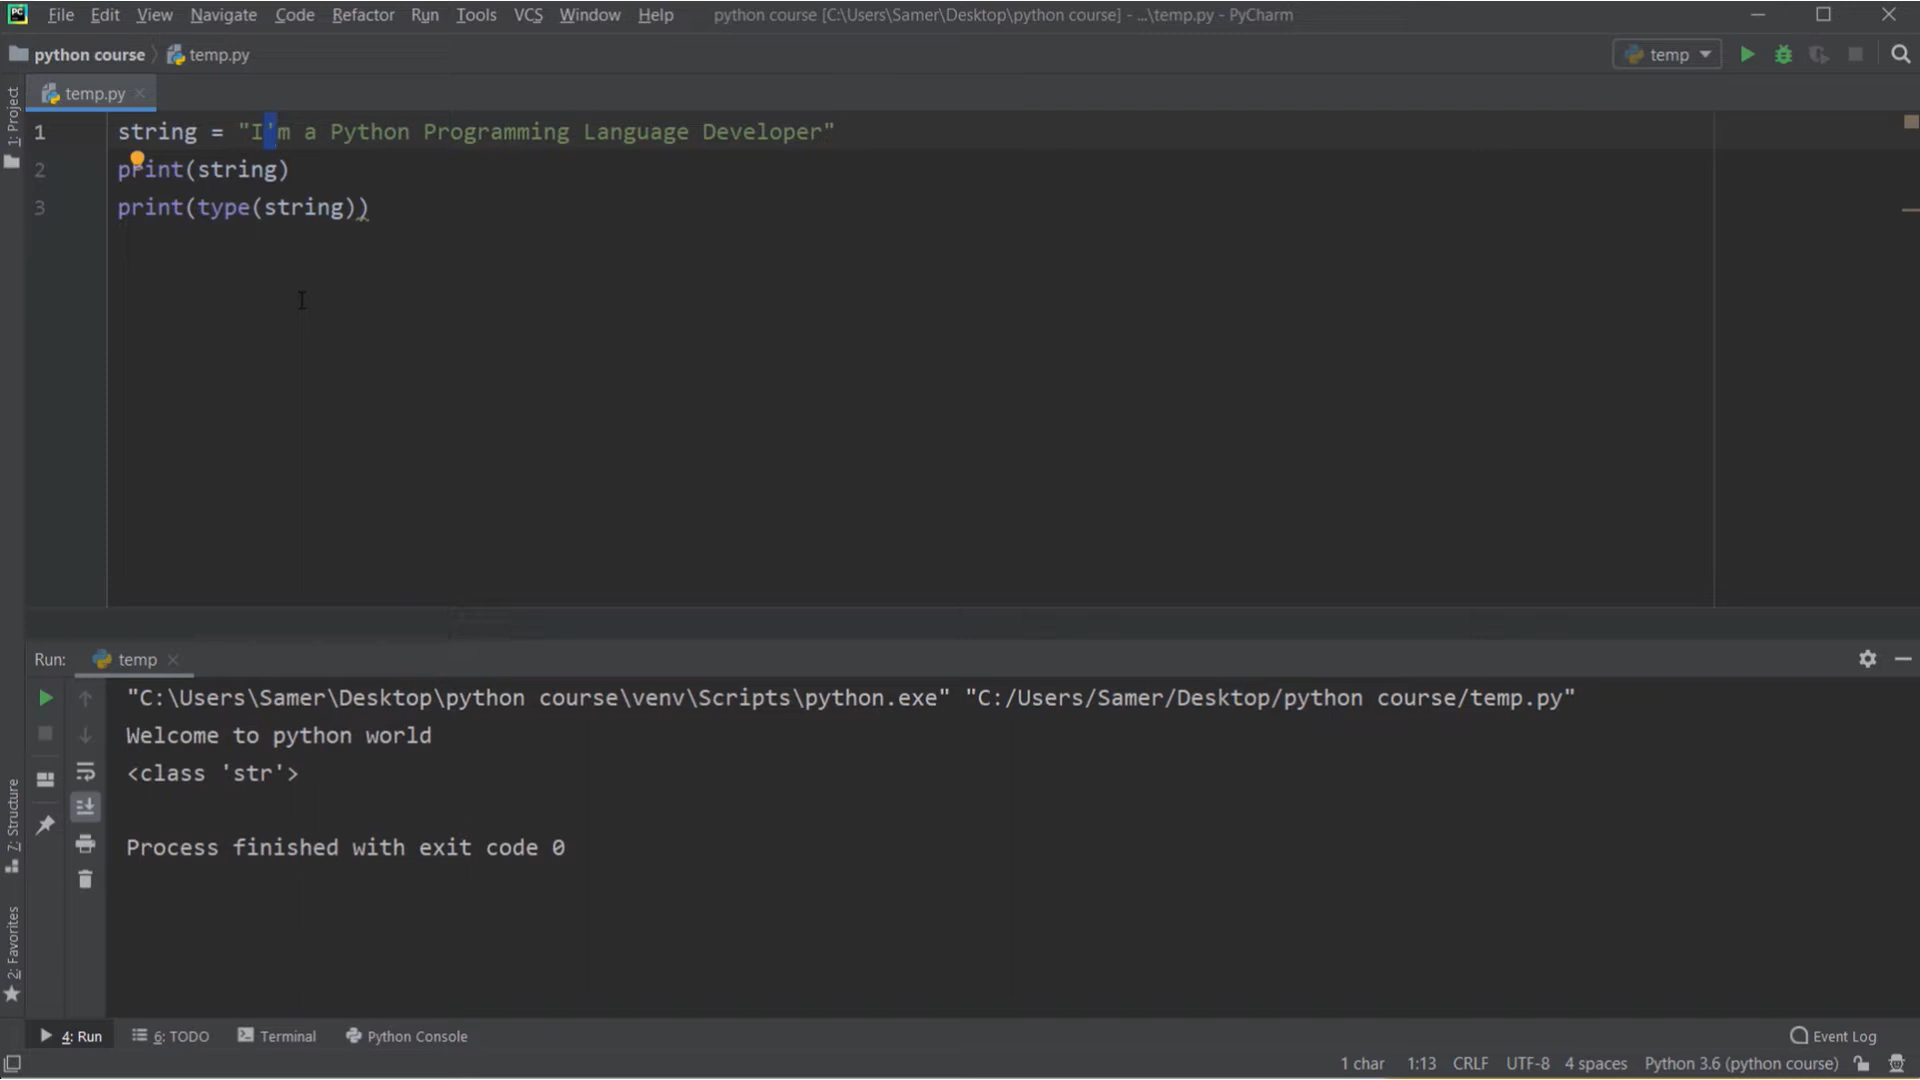 PC File Edit View Navigate Code Refactor Run Tools VCS Window Help python course [C:\Users\Samer\Desktop\python course] - ...\temp.py - PyCharm
python course temp.py temp
1: Project
temp.py
1 string = "I'm a Python Programming Language Developer"
2 print(string)
3 print(type(string))
Run: temp
"C:\Users\Samer\Desktop\python course\venv\Scripts\python.exe" "C:/Users/Samer/Desktop/python course/temp.py"
Welcome to python world
<class 'str'>
Process finished with exit code 0
7: Structure
2: Favorites
4: Run 6: TODO Terminal Python Console Event Log
1 char 1:13 CRLF UTF-8 4 spaces Python 3.6 (python course)